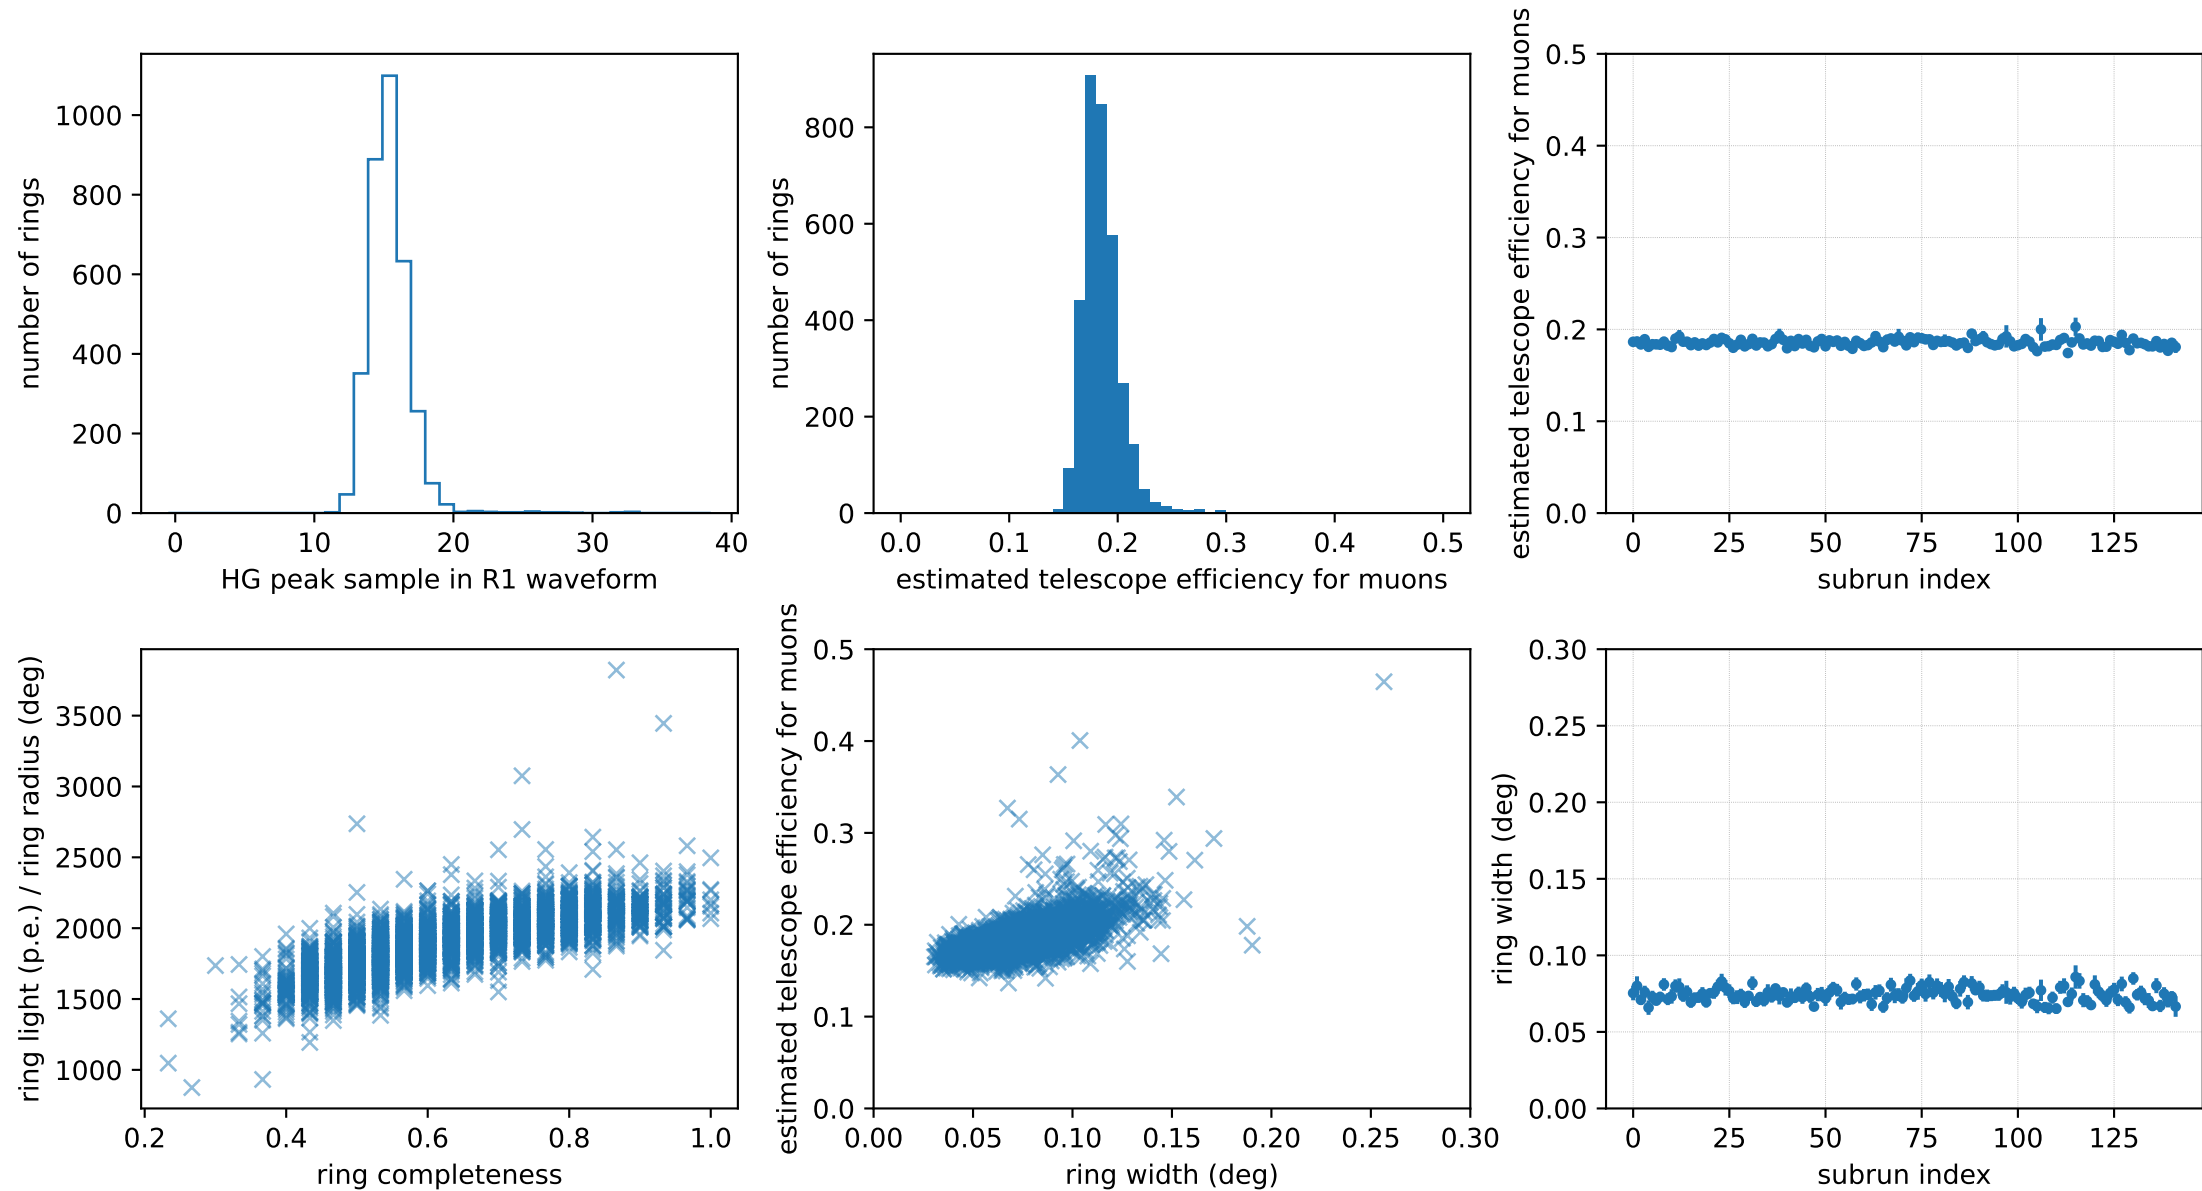 number of rings
1000
800
600
400
200
0
0 10 20 30 40
HG peak sample in R1 waveform
number of rings
800
600
400
200
0
0.0 0.1 0.2 0.3 0.4 0.5
estimated telescope efficiency for muons
estimated telescope efficiency for muons
0.5
0.4
0.3
0.2
0.1
0.0
0 25 50 75 100 125
subrun index
ring light (p.e.) / ring radius (deg)
3500
3000
2500
2000
1500
1000
0.2 0.4 0.6 0.8 1.0
ring completeness
estimated telescope efficiency for muons
0.5
0.4
0.3
0.2
0.1
0.0
0.00 0.05 0.10 0.15 0.20 0.25 0.30
ring width (deg)
ring width (deg)
0.30
0.25
0.20
0.15
0.10
0.05
0.00
0 25 50 75 100 125
subrun index